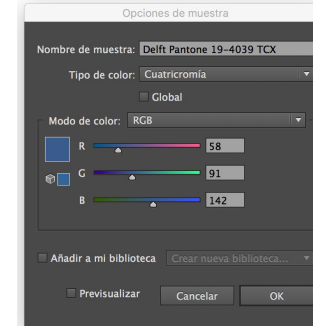 Opciones de muestra
Nombre de muestra: Delft Pantone 19-4039 TCX
Tipo de color: Cuatricromía
Global
Modo de color: RGB
R 58
G 91
B 142
Añadir a mi biblioteca Crear nueva biblioteca...
Previsualizar Cancelar OK